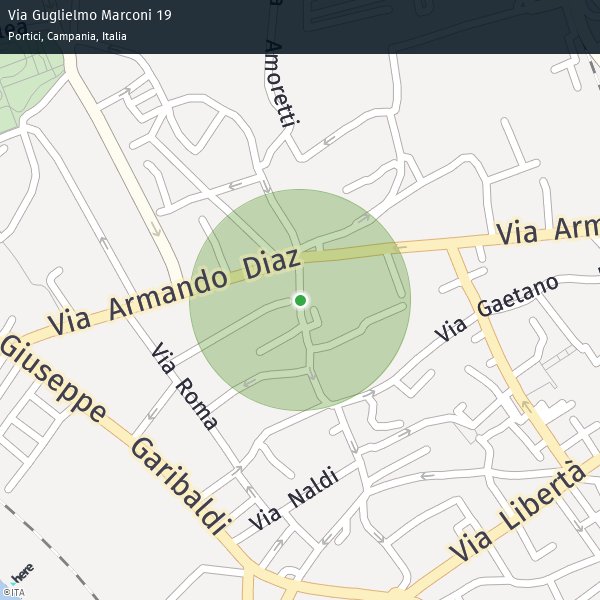 Via Guglielmo Marconi 19
Portici, Campania, Italia
Amoretti
Via Arm
Via Armando Diaz
Via Gaetano
Giuseppe Garibaldi
Via Roma
Via Naldi
Via Libertà
here
©ITA